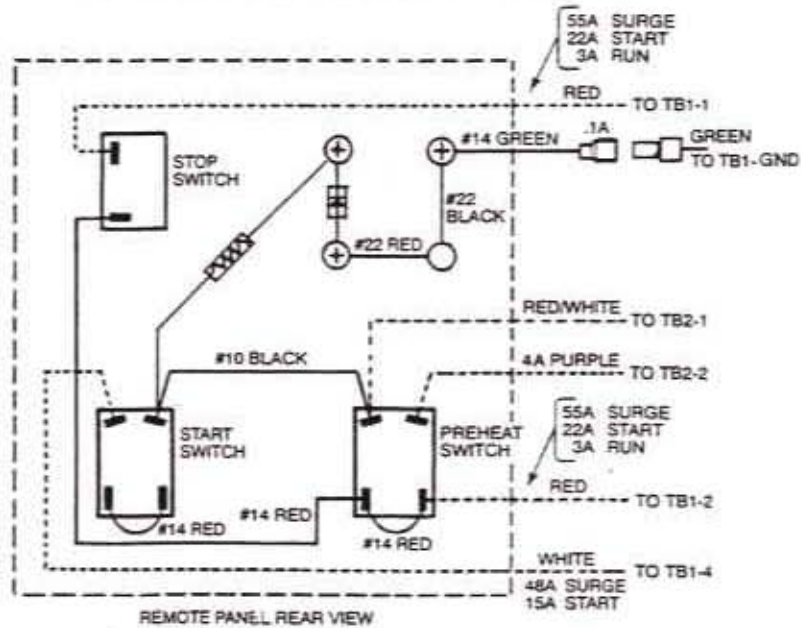 55A SURGE
22A START
3A RUN
RED
TO TB1-1
#14 GREEN
.1A
GREEN
TO TB1-GND
STOP
SWITCH
#22
BLACK
#22 RED
RED/WHITE
TO TB2-1
#10 BLACK
4A PURPLE
TO TB2-2
START
SWITCH
PREHEAT
SWITCH
55A SURGE
22A START
3A RUN
RED
TO TB1-2
#14 RED
#14 RED
#14 RED
WHITE
TO TB1-4
48A SURGE
15A START
REMOTE PANEL REAR VIEW